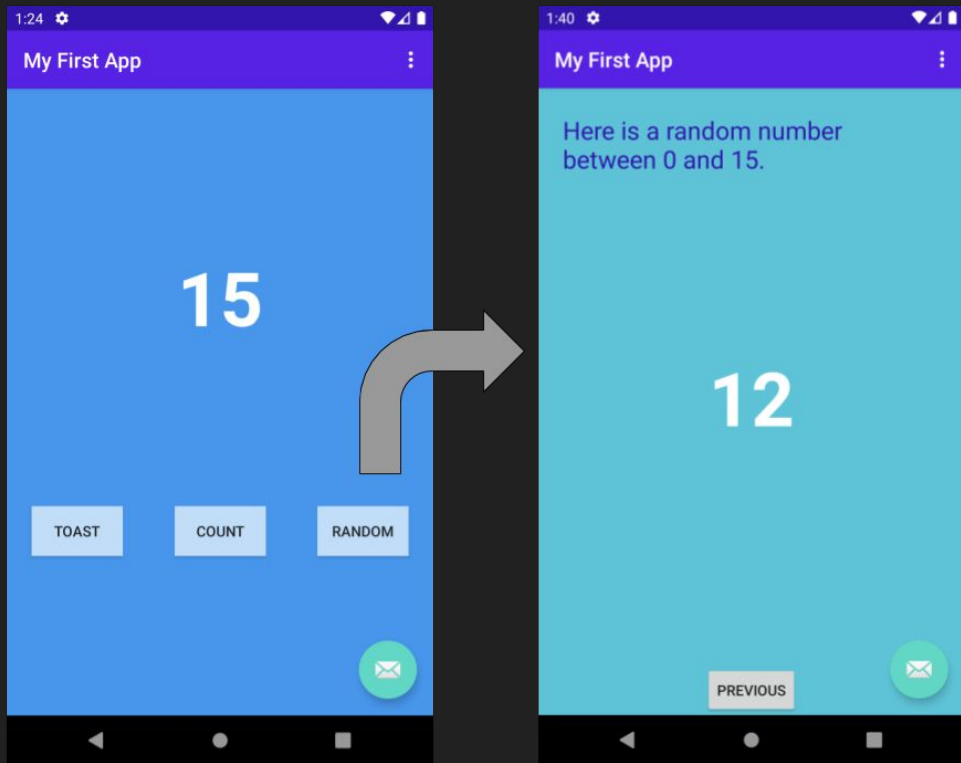 1:24
My First App
15
TOAST COUNT RANDOM
1:40
My First App
Here is a random number
between 0 and 15.
12
PREVIOUS